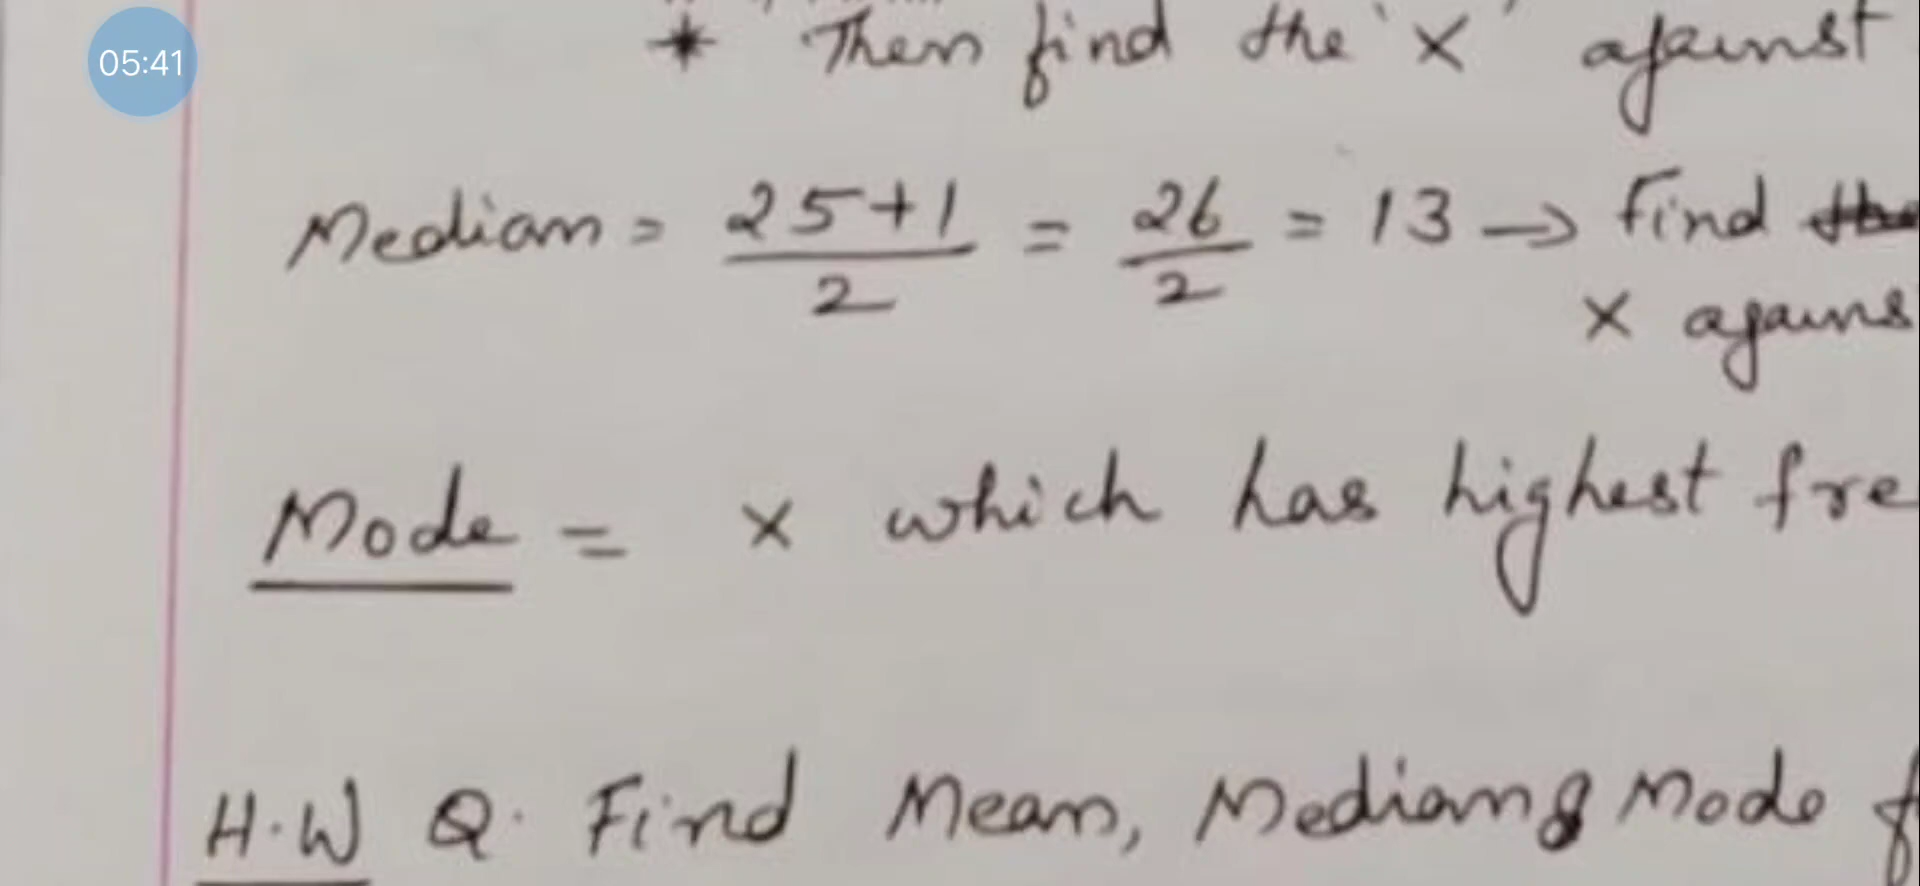 05:41
* Then find the 'x' against
Median = 25+1/2 = 26/2 = 13 → Find the
x agains
Mode = x which has highest fre
H.W Q. Find Mean, Median & Mode f